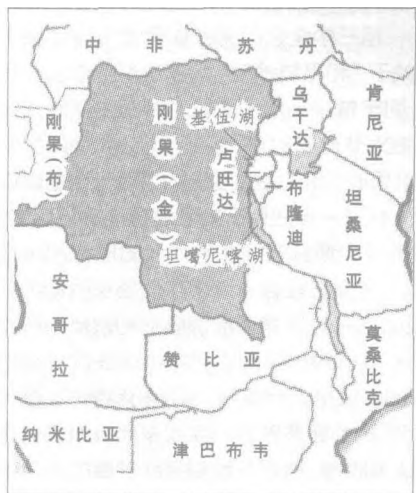 中非
苏丹
乌干达
肯尼亚
刚果(布)
刚果(金)
基伍湖
卢旺达
布隆迪
坦桑尼亚
坦噶尼喀湖
安哥拉
赞比亚
莫桑比克
纳米比亚
津巴布韦